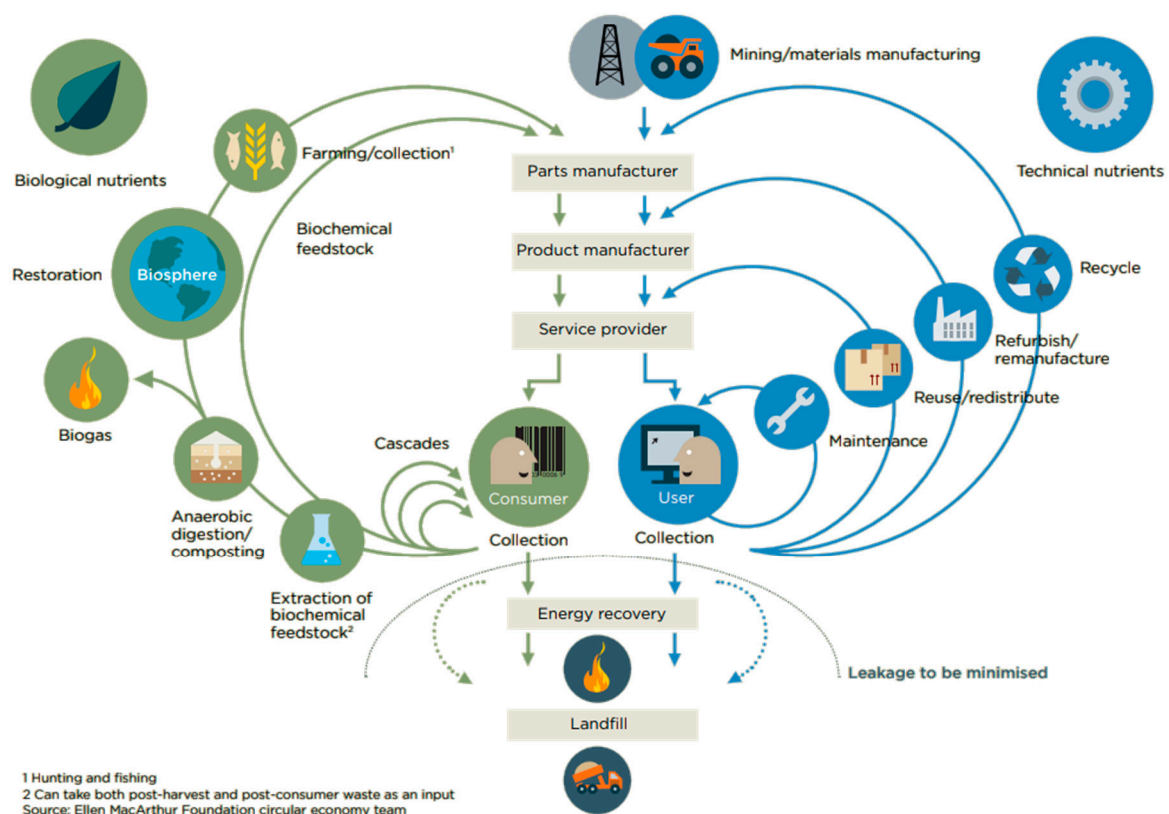 Mining/materials manufacturing
Biological nutrients
Farming/collection¹
Parts manufacturer
Technical nutrients
Biochemical
feedstock
Product manufacturer
Restoration
Biosphere
Recycle
Service provider
Refurbish/
remanufacture
Reuse/redistribute
Biogas
Cascades
Maintenance
Consumer
User
Anaerobic
digestion/
composting
Collection
Collection
Extraction of
biochemical
feedstock²
Energy recovery
Leakage to be minimised
Landfill
1 Hunting and fishing
2 Can take both post-harvest and post-consumer waste as an input
Source: Ellen MacArthur Foundation circular economy team